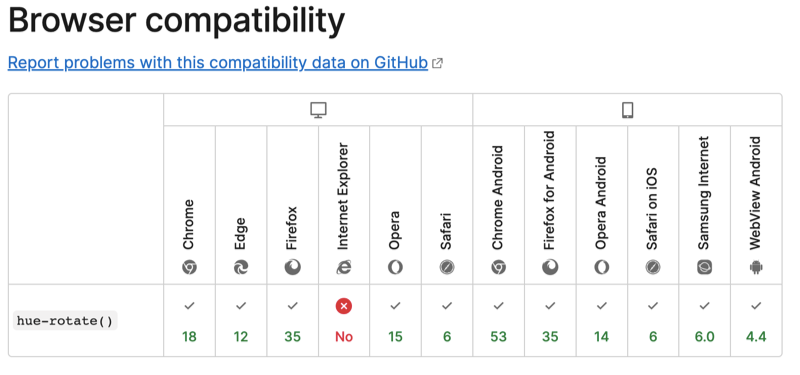 Browser compatibility
Report problems with this compatibility data on GitHub
Chrome
Edge
Firefox
Internet Explorer
Opera
Safari
Chrome Android
Firefox for Android
Opera Android
Safari on iOS
Samsung Internet
WebView Android
hue-rotate()
18 12 35 No 15 6 53 35 14 6 6.0 4.4